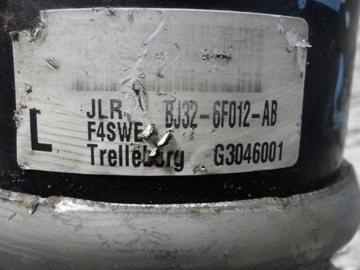 JLR BJ32-6F012-AB
L
F4SWE
Trelleborg G3046001